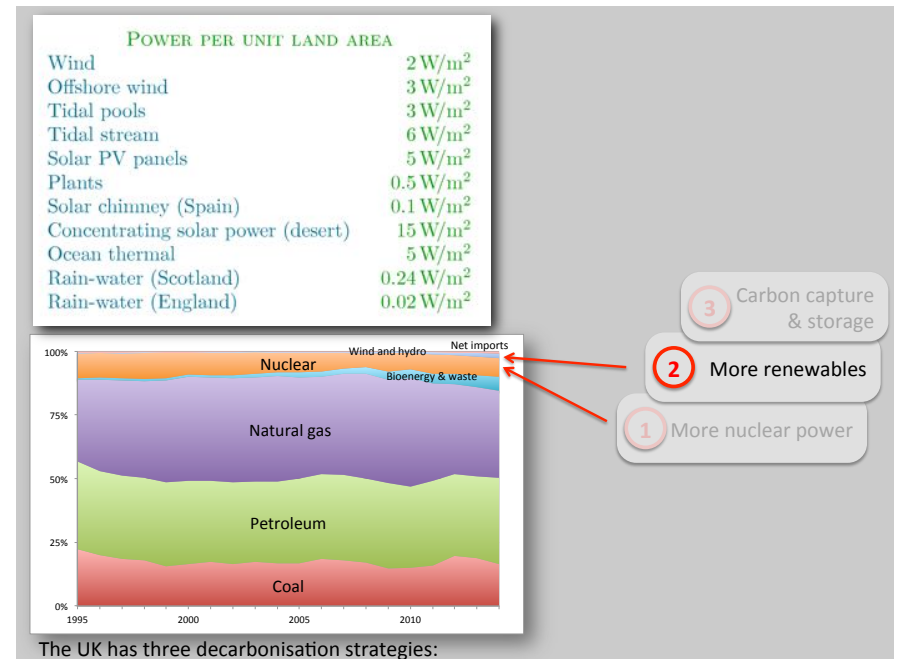 POWER PER UNIT LAND AREA
Wind 2 W/m²
Offshore wind 3 W/m²
Tidal pools 3 W/m²
Tidal stream 6 W/m²
Solar PV panels 5 W/m²
Plants 0.5 W/m²
Solar chimney (Spain) 0.1 W/m²
Concentrating solar power (desert) 15 W/m²
Ocean thermal 5 W/m²
Rain-water (Scotland) 0.24 W/m²
Rain-water (England) 0.02 W/m²
3 Carbon capture
& storage
2 More renewables
1 More nuclear power
Net imports
Wind and hydro
100%
Nuclear
Bioenergy & waste
75%
Natural gas
50%
Petroleum
25%
Coal
0%
1995 2000 2005 2010
The UK has three decarbonisation strategies: